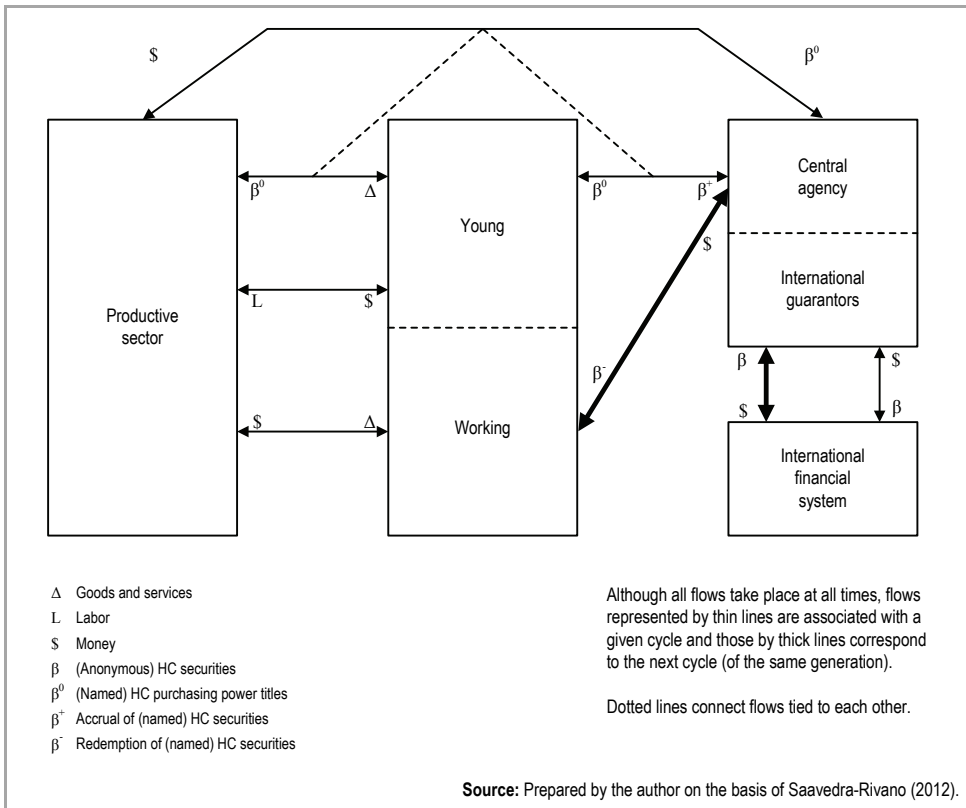 $
β⁰
β⁰
Δ
β⁰
β⁺
Central
agency
Young
$
International
guarantors
L
$
Productive
sector
β
$
β⁻
$
β
$
Δ
Working
International
financial
system
Δ Goods and services
L Labor
$ Money
β (Anonymous) HC securities
β⁰ (Named) HC purchasing power titles
β⁺ Accrual of (named) HC securities
β⁻ Redemption of (named) HC securities
Although all flows take place at all times, flows
represented by thin lines are associated with a
given cycle and those by thick lines correspond
to the next cycle (of the same generation).
Dotted lines connect flows tied to each other.
Source: Prepared by the author on the basis of Saavedra-Rivano (2012).